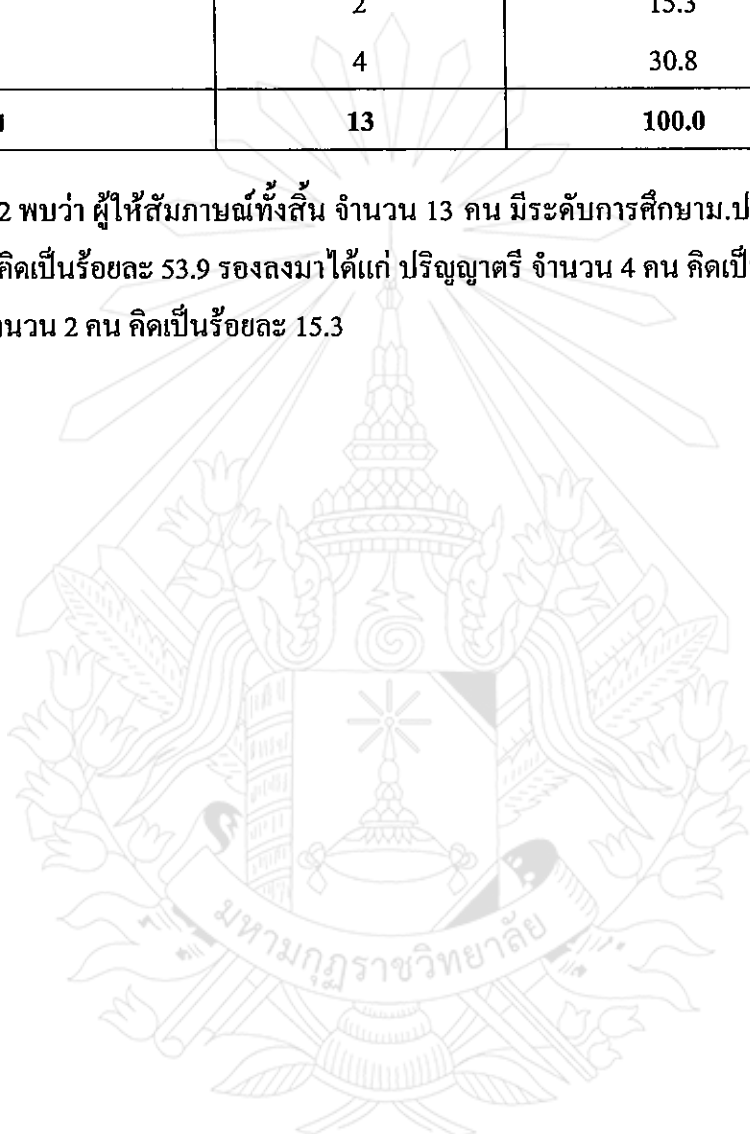 2 15.3
4 30.8
13 100.0
2 พบว่า ผู้ให้สัมภาษณ์ทั้งสิ้น จำนวน 13 คน มีระดับการศึกษาม.ป
คิดเป็นร้อยละ 53.9 รองลงมาได้แก่ ปริญญาตรี จำนวน 4 คน คิดเป็
นวน 2 คน คิดเป็นร้อยละ 15.3
มหามกุฏราชวิทยาลัย